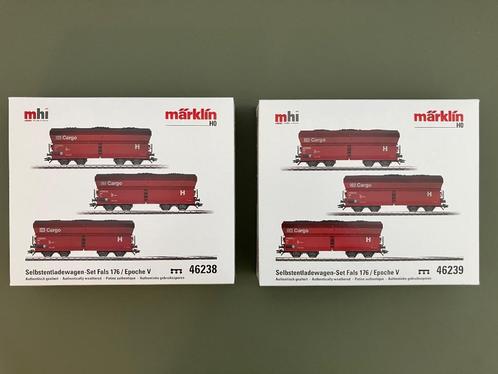 mhi
märklín
H0
DB Cargo
H
DB Cargo
H
DB Cargo
H
Selbstentladewagen-Set Fals 176 / Epoche V
46238
Authentisch gealtert · Authentically weathered · Patine authentique · Authentieke gebruikssporen
mhi
märklín
H0
DB Cargo
H
DB Cargo
H
DB Cargo
H
Selbstentladewagen-Set Fals 176 / Epoche V
46239
Authentisch gealtert · Authentically weathered · Patine authentique · Authentieke gebruikssporen